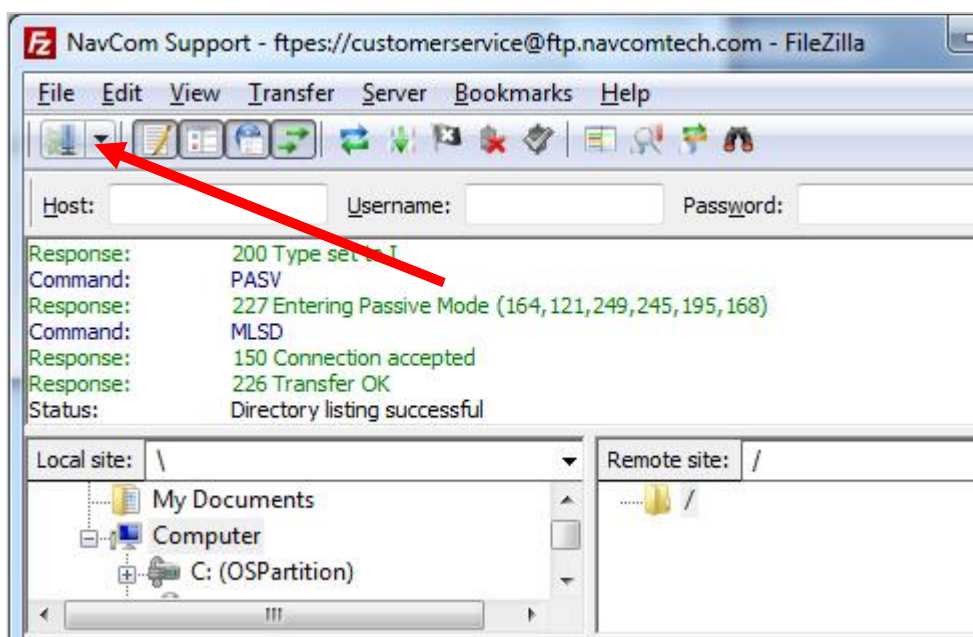 Fz NavCom Support - ftpes://customerservice@ftp.navcomtech.com - FileZilla
File Edit View Transfer Server Bookmarks Help
Host: Username: Password:
Response: 200 Type set to I
Command: PASV
Response: 227 Entering Passive Mode (164,121,249,245,195,168)
Command: MLSD
Response: 150 Connection accepted
Response: 226 Transfer OK
Status: Directory listing successful
Local site: \ Remote site: /
My Documents /
Computer
C: (OSPartition)